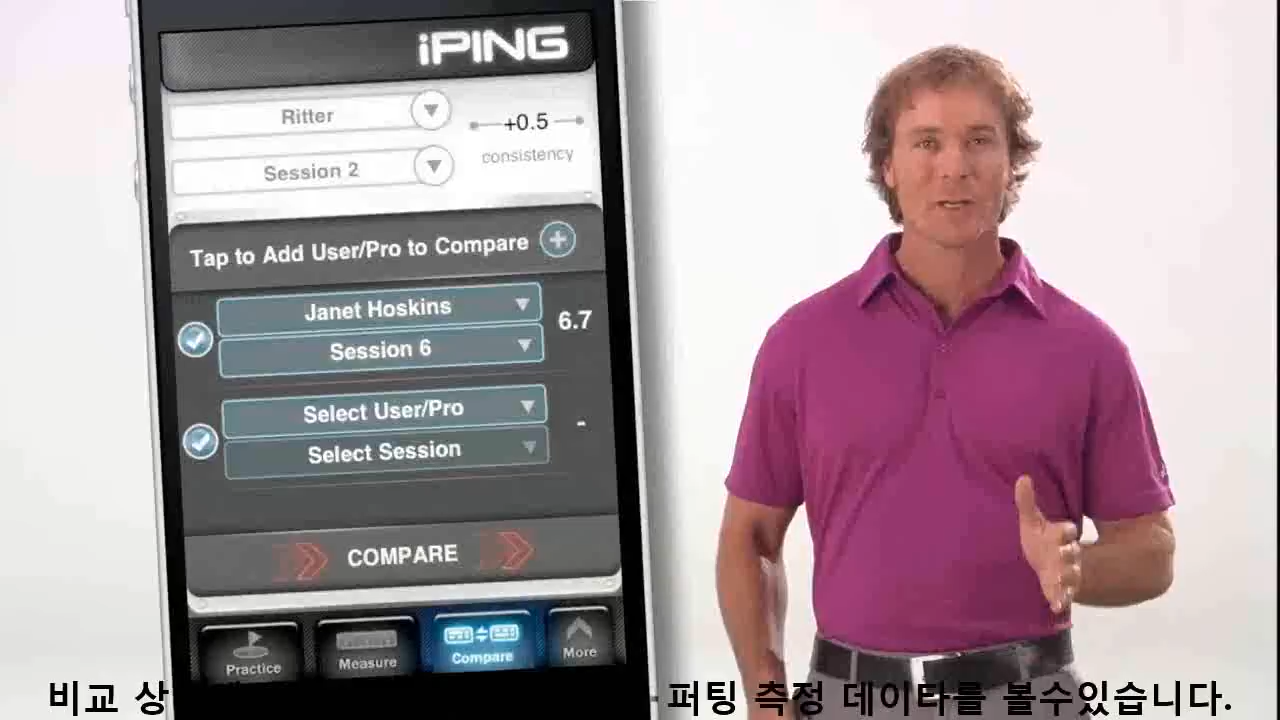 iPING
Ritter
+0.5
Session 2
consistency
Tap to Add User/Pro to Compare
Janet Hoskins
6.7
Session 6
Select User/Pro
-
Select Session
COMPARE
Practice
Measure
Compare
More
비교 상
퍼팅 측정 데이타를 볼수있습니다.